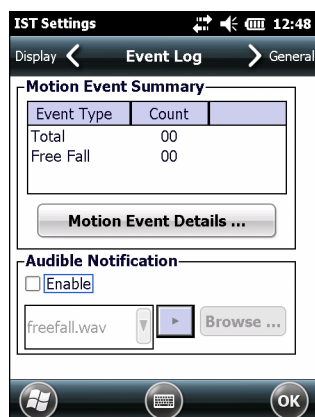 IST Settings 12:48
Display Event Log General
Motion Event Summary
Event Type Count
Total 00
Free Fall 00
Motion Event Details ...
Audible Notification
Enable
freefall.wav Browse ...
OK